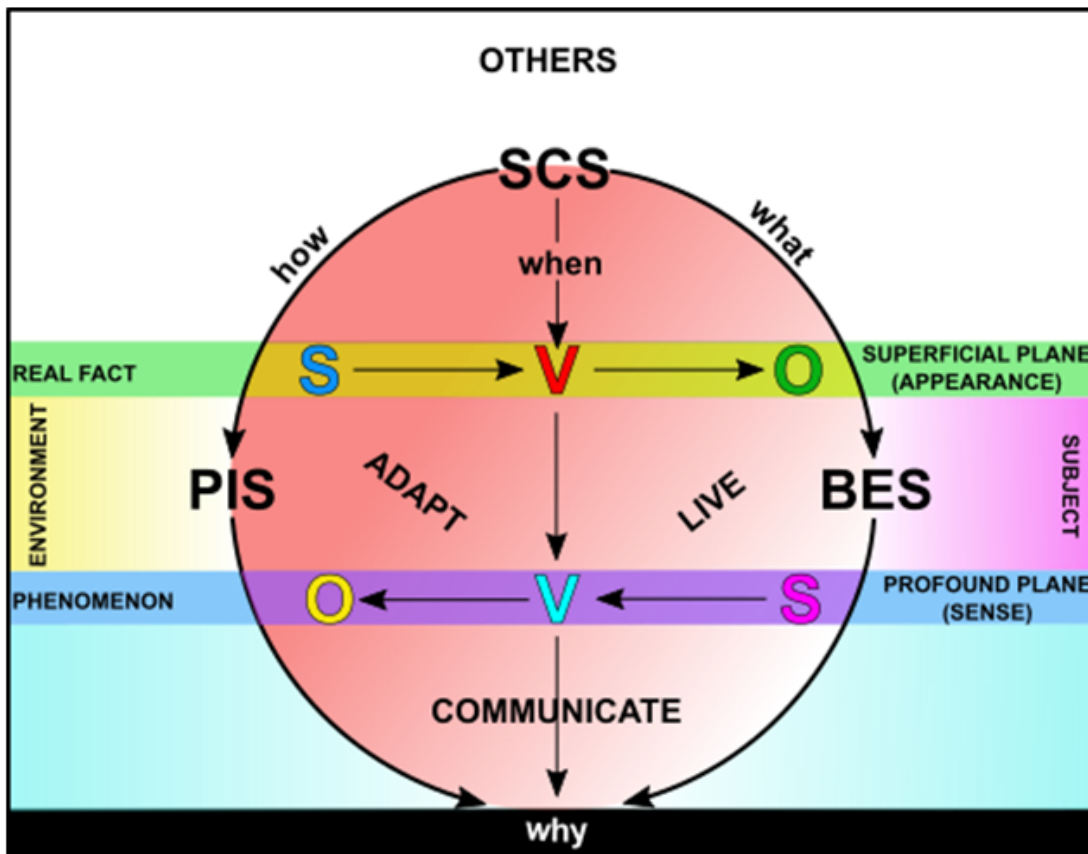 OTHERS
SCS
how
what
when
REAL FACT
S
V
O
SUPERFICIAL PLANE
(APPEARANCE)
ENVIRONMENT
PIS
ADAPT
LIVE
BES
SUBJECT
PHENOMENON
O
V
S
PROFOUND PLANE
(SENSE)
COMMUNICATE
why